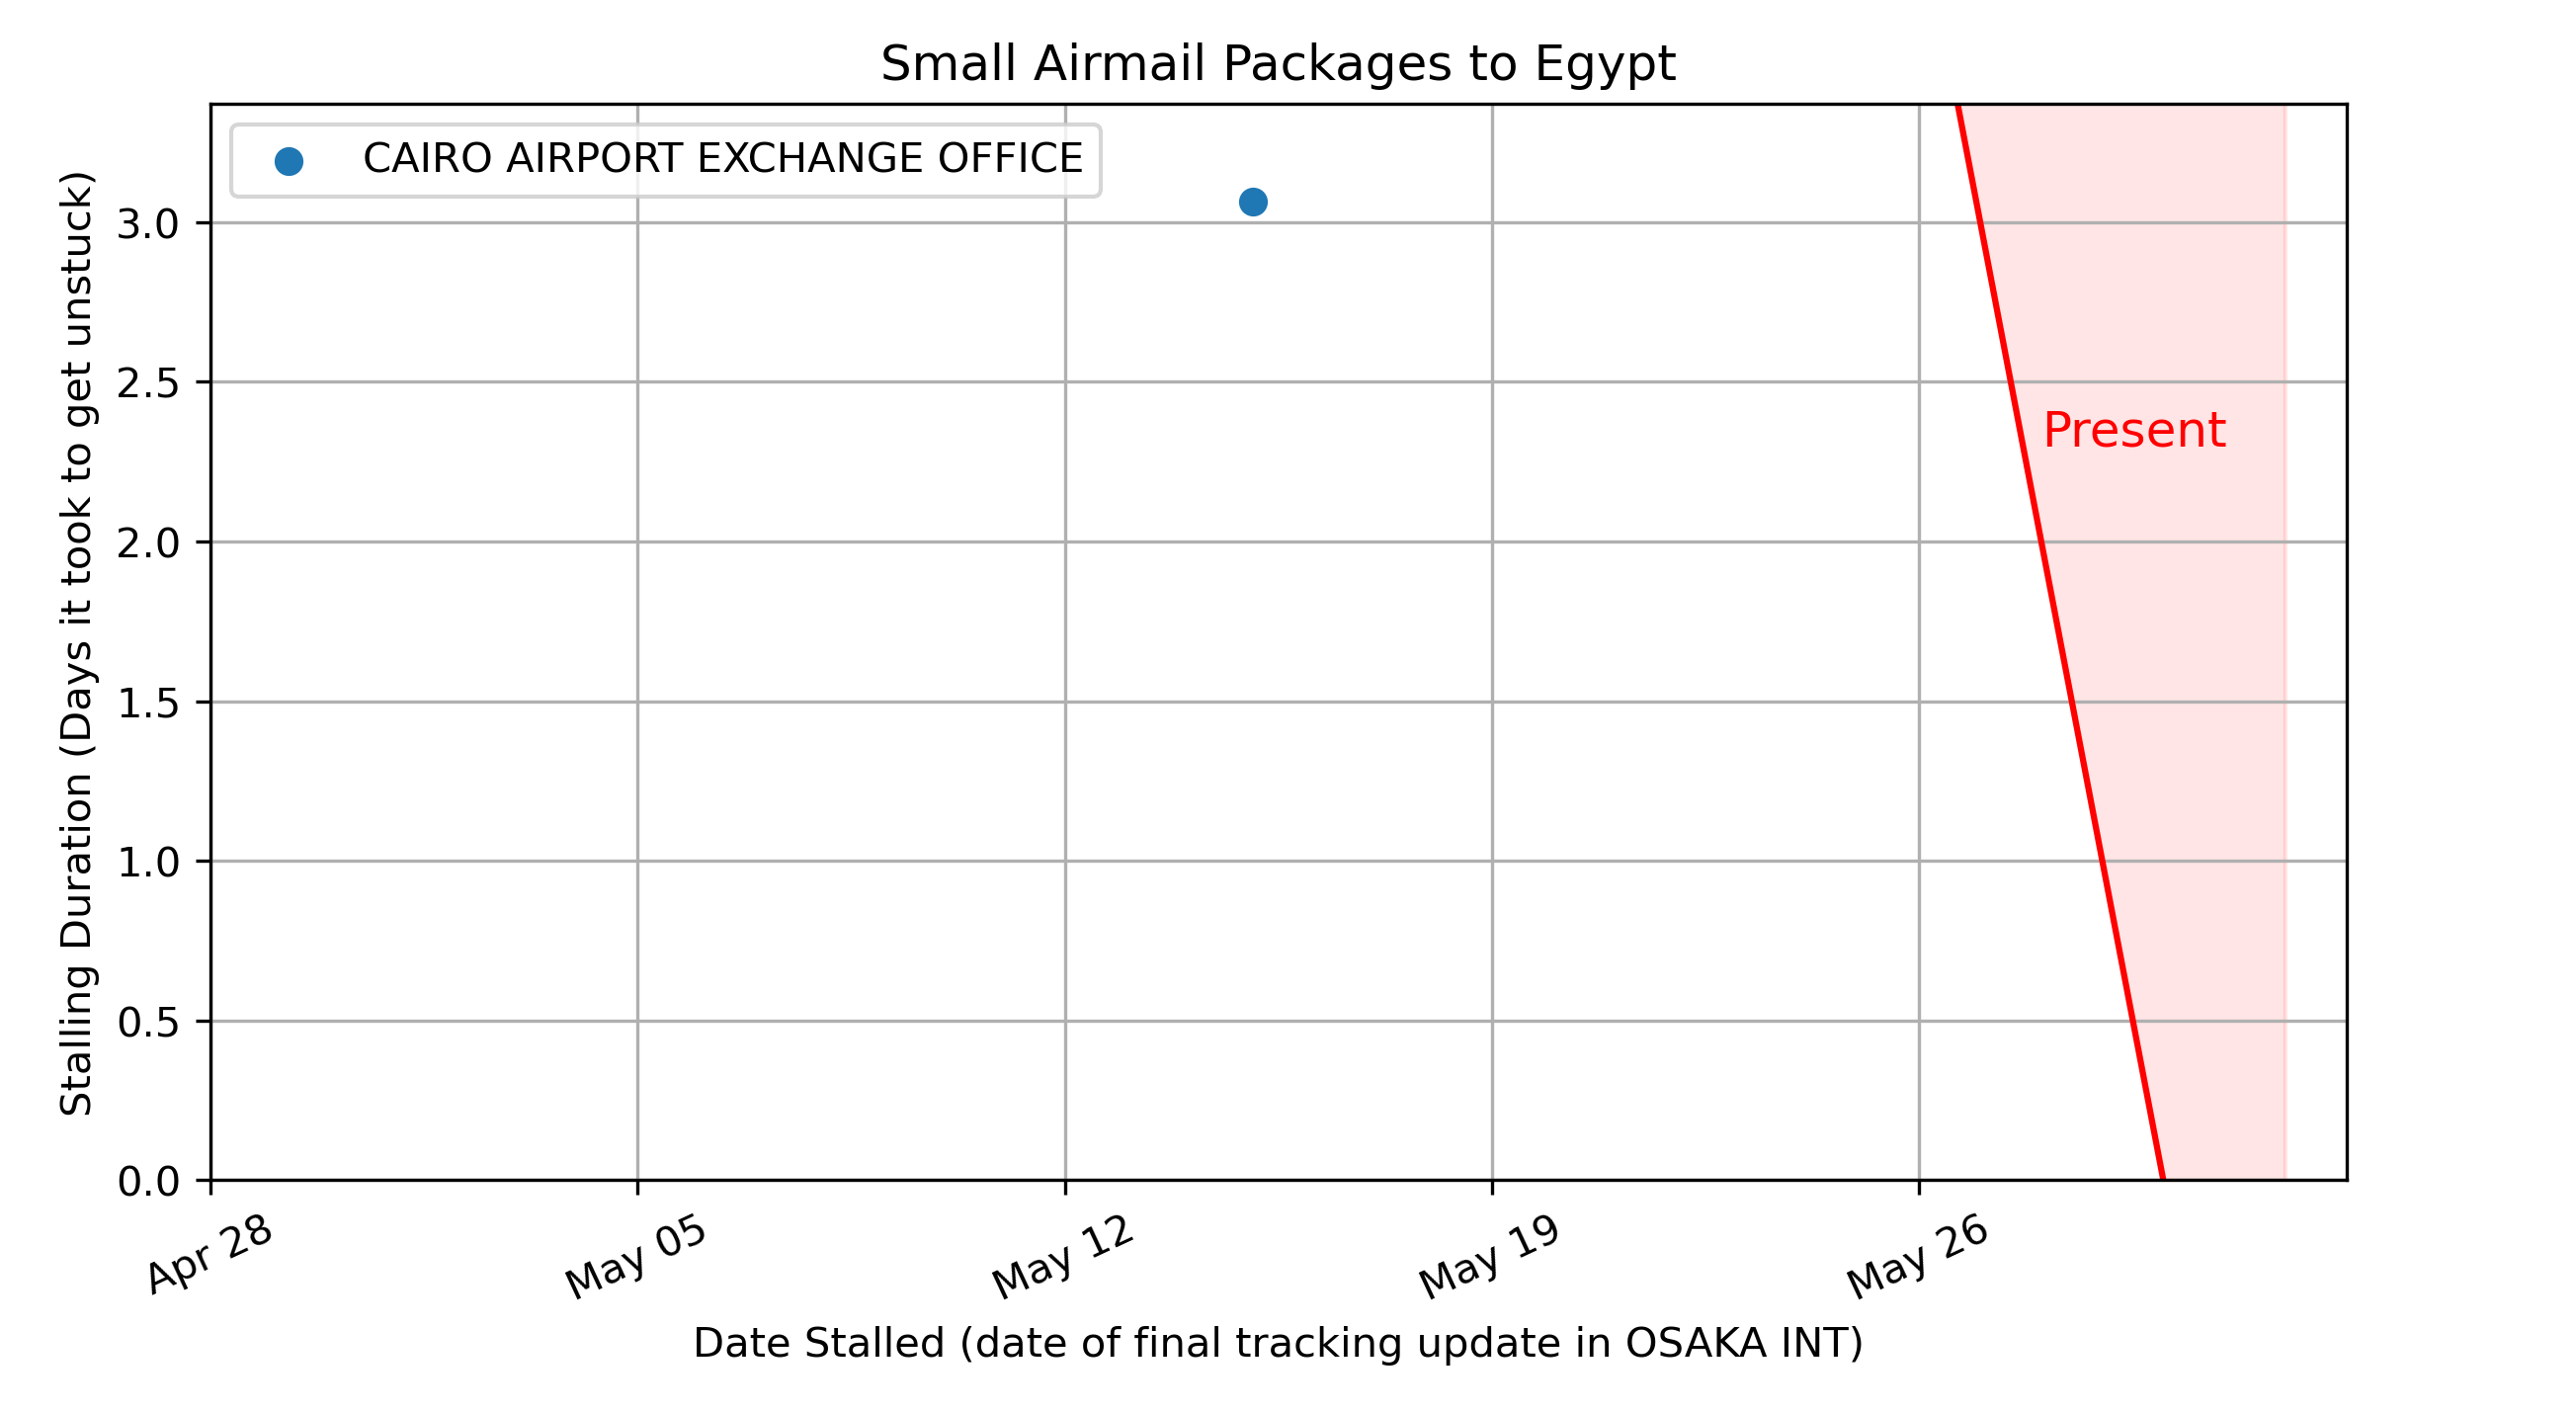 Small Airmail Packages to Egypt
CAIRO AIRPORT EXCHANGE OFFICE
Stalling Duration (Days it took to get unstuck)
3.0
2.5
2.0
1.5
1.0
0.5
0.0
Present
Apr 28
May 05
May 12
May 19
May 26
Date Stalled (date of final tracking update in OSAKA INT)